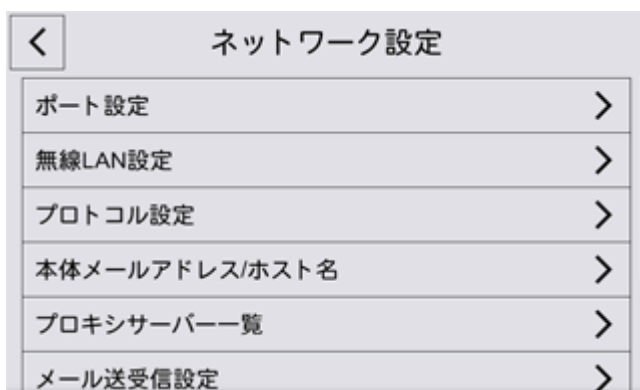 ネットワーク設定
ポート設定
無線LAN設定
プロトコル設定
本体メールアドレス/ホスト名
プロキシサーバー一覧
メール送受信設定